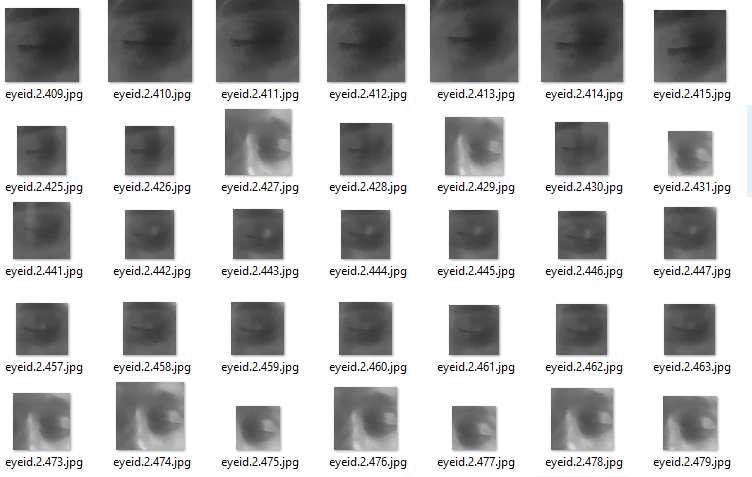 eyeid.2.409.jpg eyeid.2.410.jpg eyeid.2.411.jpg eyeid.2.412.jpg eyeid.2.413.jpg eyeid.2.414.jpg eyeid.2.415.jpg
eyeid.2.425.jpg eyeid.2.426.jpg eyeid.2.427.jpg eyeid.2.428.jpg eyeid.2.429.jpg eyeid.2.430.jpg eyeid.2.431.jpg
eyeid.2.441.jpg eyeid.2.442.jpg eyeid.2.443.jpg eyeid.2.444.jpg eyeid.2.445.jpg eyeid.2.446.jpg eyeid.2.447.jpg
eyeid.2.457.jpg eyeid.2.458.jpg eyeid.2.459.jpg eyeid.2.460.jpg eyeid.2.461.jpg eyeid.2.462.jpg eyeid.2.463.jpg
eyeid.2.473.jpg eyeid.2.474.jpg eyeid.2.475.jpg eyeid.2.476.jpg eyeid.2.477.jpg eyeid.2.478.jpg eyeid.2.479.jpg